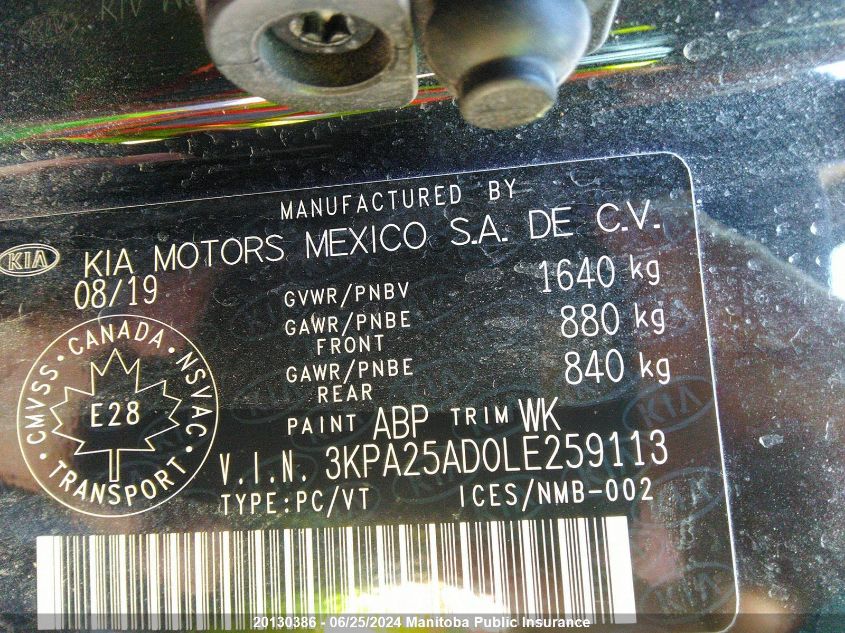 MANUFACTURED BY
KIA KIA MOTORS MEXICO S.A. DE C.V.
08/19
GVWR/PNBV 1640 kg
GAWR/PNBE FRONT 880 kg
GAWR/PNBE REAR 840 kg
CANADA · NSVAC · TRANSPORT · CMVSS
E28
PAINT ABP TRIM WK
V.I.N. 3KPA25AD0LE259113
TYPE:PC/VT ICES/NMB-002
KIA
KIA
20130386 - 06/25/2024 Manitoba Public Insurance